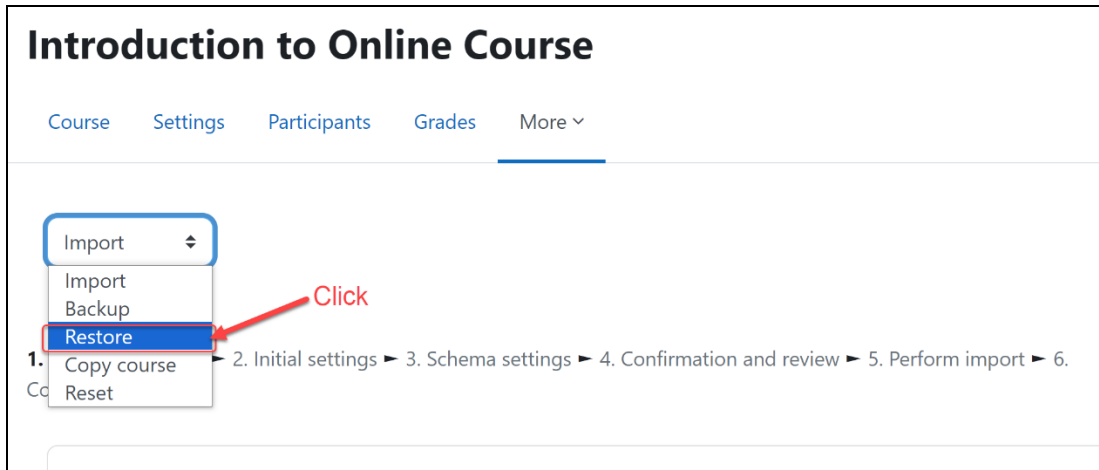 Introduction to Online Course
Course Settings Participants Grades More
Import
Import
Backup
Click
Restore
1. ► 2. Initial settings ► 3. Schema settings ► 4. Confirmation and review ► 5. Perform import ► 6.
Copy course
Co
Reset